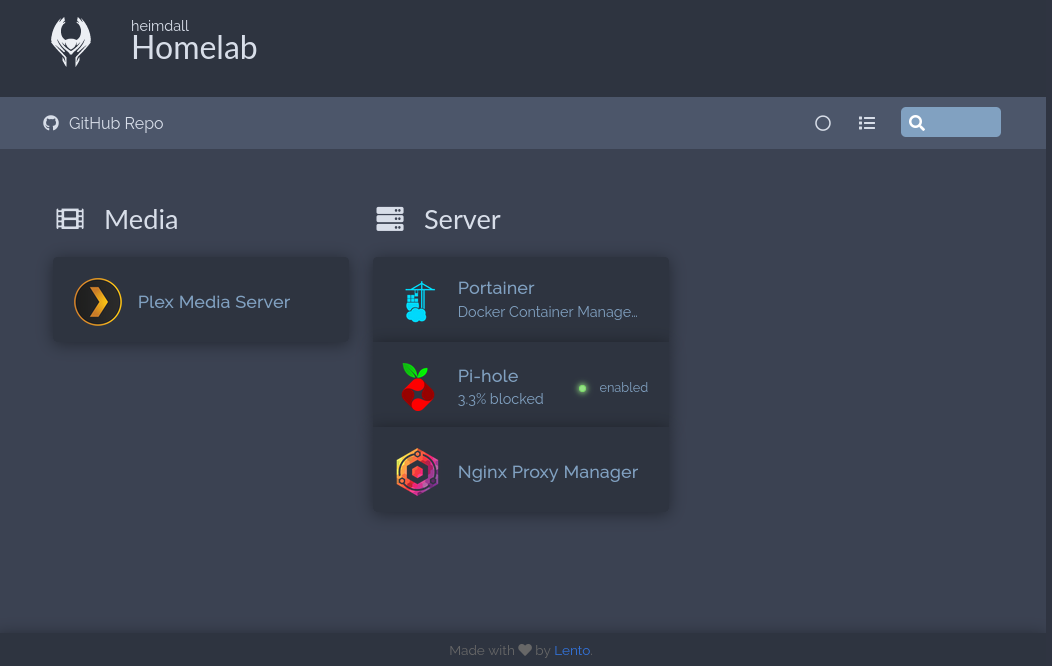 heimdall
Homelab
GitHub Repo
Media
Server
Plex Media Server
Portainer
Docker Container Manage...
Pi-hole
3.3% blocked
enabled
Nginx Proxy Manager
Made with ♥ by Lento.